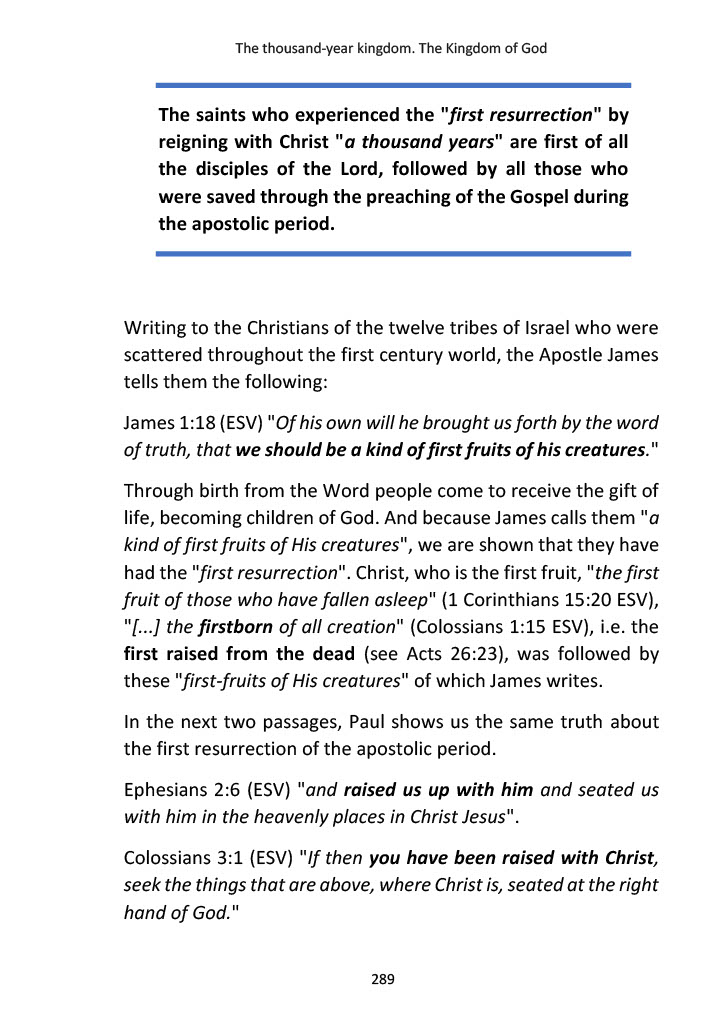 The thousand-year kingdom. The Kingdom of God
The saints who experienced the "first resurrection" by
reigning with Christ "a thousand years" are first of all
the disciples of the Lord, followed by all those who
were saved through the preaching of the Gospel during
the apostolic period.
Writing to the Christians of the twelve tribes of Israel who were
scattered throughout the first century world, the Apostle James
tells them the following:
James 1:18 (ESV) "Of his own will he brought us forth by the word
of truth, that we should be a kind of first fruits of his creatures."
Through birth from the Word people come to receive the gift of
life, becoming children of God. And because James calls them "a
kind of first fruits of His creatures", we are shown that they have
had the "first resurrection". Christ, who is the first fruit, "the first
fruit of those who have fallen asleep" (1 Corinthians 15:20 ESV),
"[...] the firstborn of all creation" (Colossians 1:15 ESV), i.e. the
first raised from the dead (see Acts 26:23), was followed by
these "first-fruits of His creatures" of which James writes.
In the next two passages, Paul shows us the same truth about
the first resurrection of the apostolic period.
Ephesians 2:6 (ESV) "and raised us up with him and seated us
with him in the heavenly places in Christ Jesus".
Colossians 3:1 (ESV) "If then you have been raised with Christ,
seek the things that are above, where Christ is, seated at the right
hand of God."
289